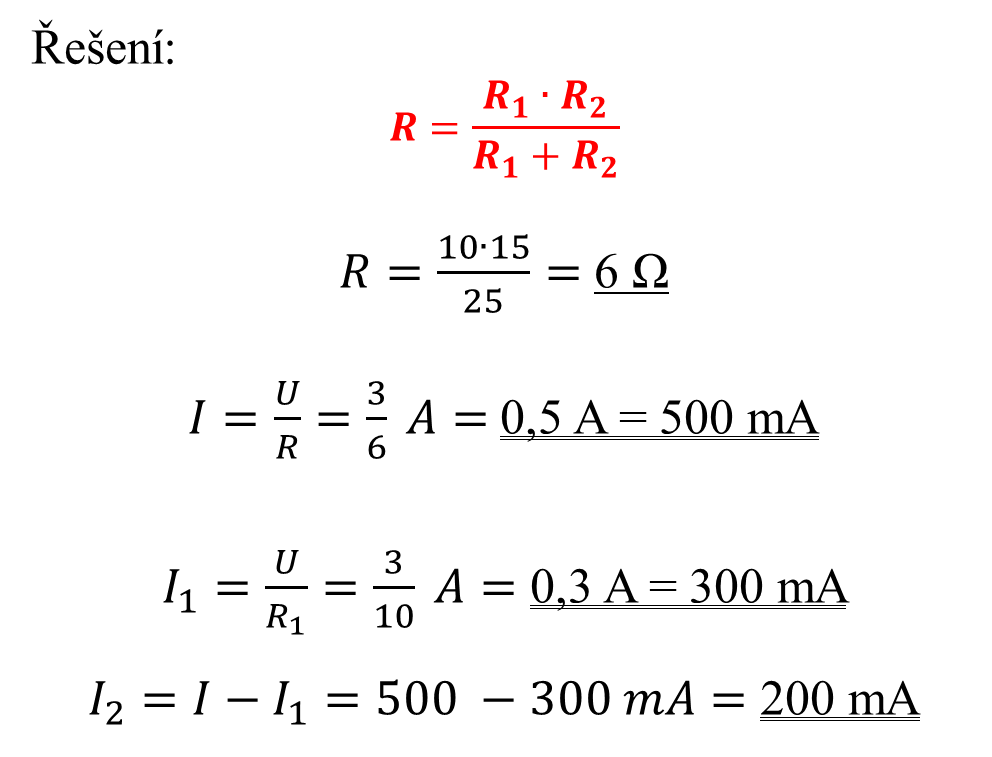 Řešení:
R = (R₁ · R₂)/(R₁ + R₂)
R = (10·15)/25 = 6 Ω
I = U/R = 3/6 A = 0,5 A = 500 mA
I₁ = U/R₁ = 3/10 A = 0,3 A = 300 mA
I₂ = I − I₁ = 500 − 300 mA = 200 mA